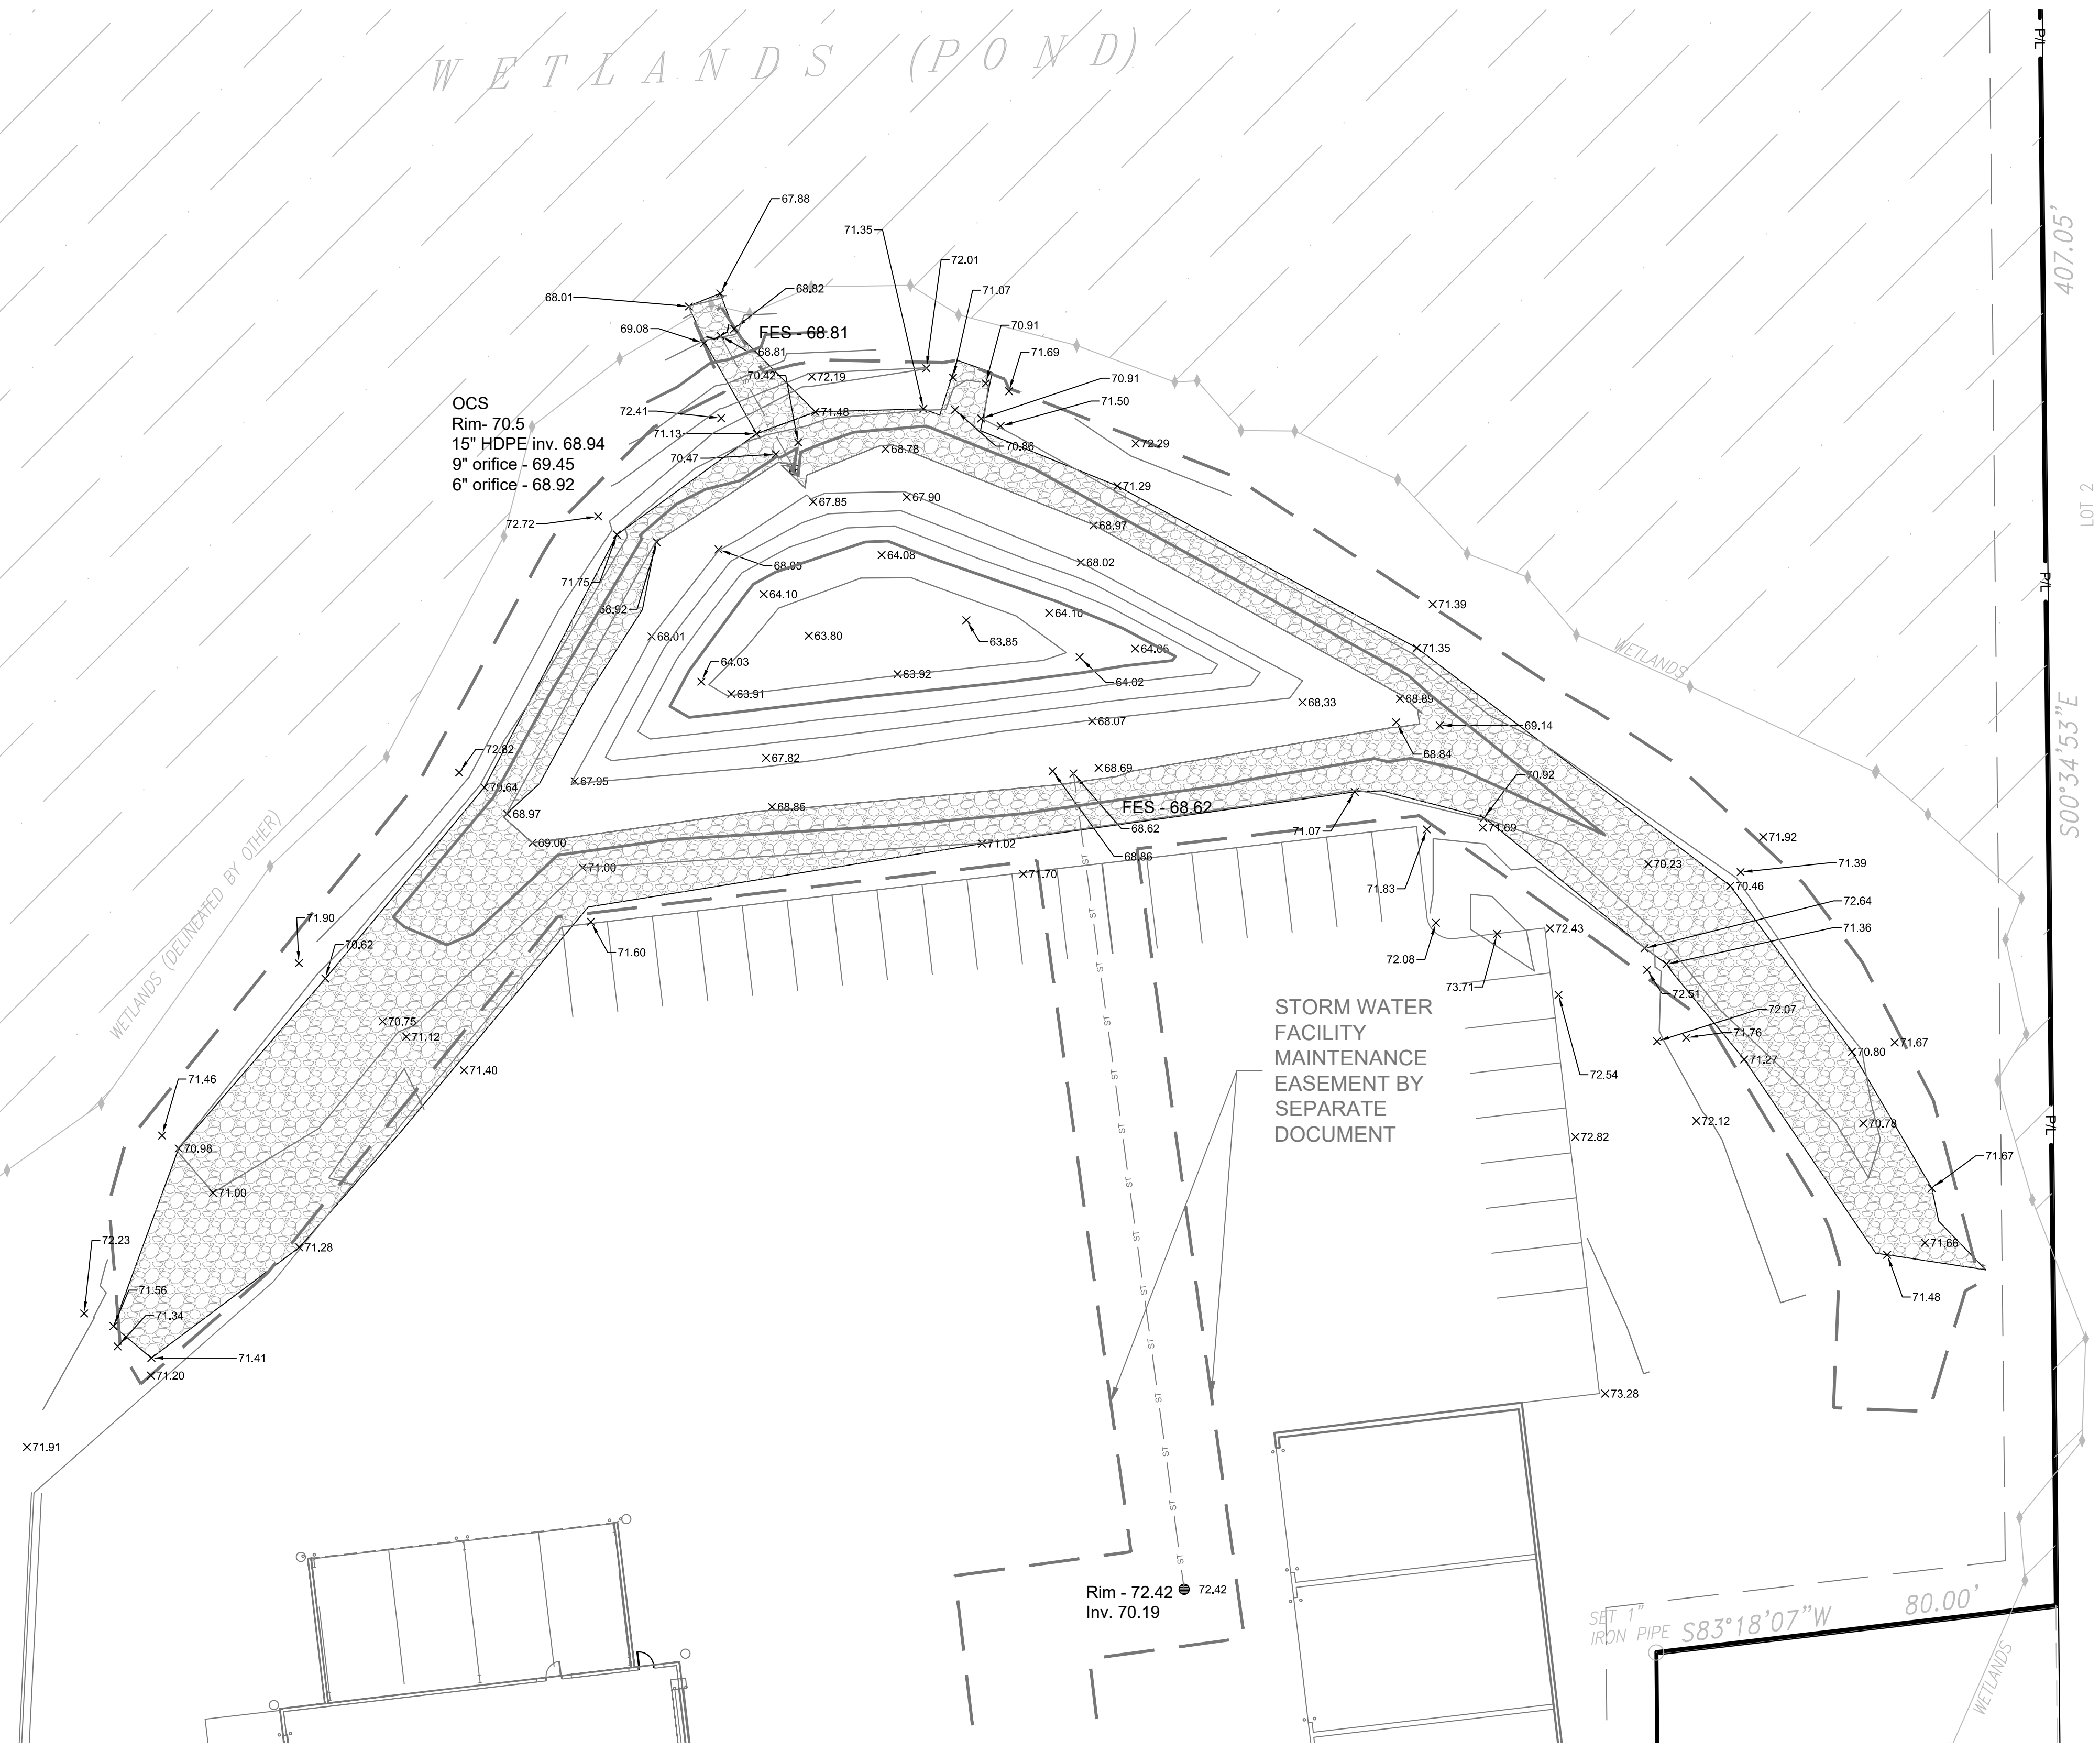 WETLANDS (POND)
P/L
407.05'
67.88
71.35
72.01
68.01
68.82
71.07
69.08
FES - 68.81
70.91
68.81
71.69
70.42
72.19
70.91
OCS
Rim- 70.5
15" HDPE inv. 68.94
9" orifice - 69.45
6" orifice - 68.92
72.41
71.48
71.50
71.13
70.86
72.29
70.47
68.78
71.29
LOT 2
67.85
67.90
72.72
68.97
68.05
64.08
68.02
71.75
P/L
64.10
71.39
68.92
64.10
68.01
63.80
63.85
64.05
71.35
WETLANDS
64.03
63.92
64.02
63.91
68.89
68.33
68.07
69.14
S00°34'53"E
72.82
67.82
68.84
68.69
70.92
67.95
70.64
68.85
FES - 68.62
68.97
68.62
71.07
71.69
71.92
WETLANDS (DELINEATED BY OTHER)
69.00
71.02
68.86
70.23
71.39
71.00
71.70
71.83
70.46
72.64
71.90
ST
71.36
70.62
71.60
72.08
72.43
ST
73.71
72.51
STORM WATER
FACILITY
MAINTENANCE
EASEMENT BY
SEPARATE
DOCUMENT
72.07
70.75
71.12
71.76
71.67
ST
70.80
71.27
71.40
72.54
ST
71.46
72.12
70.78
P/L
ST
72.82
70.98
71.67
ST
71.00
72.23
71.28
71.66
ST
71.56
ST
71.48
71.34
ST
71.41
71.20
ST
73.28
71.91
ST
ST
ST
Rim - 72.42
72.42
Inv. 70.19
SET 1"
IRON PIPE
S83°18'07"W
80.00'
WETLANDS